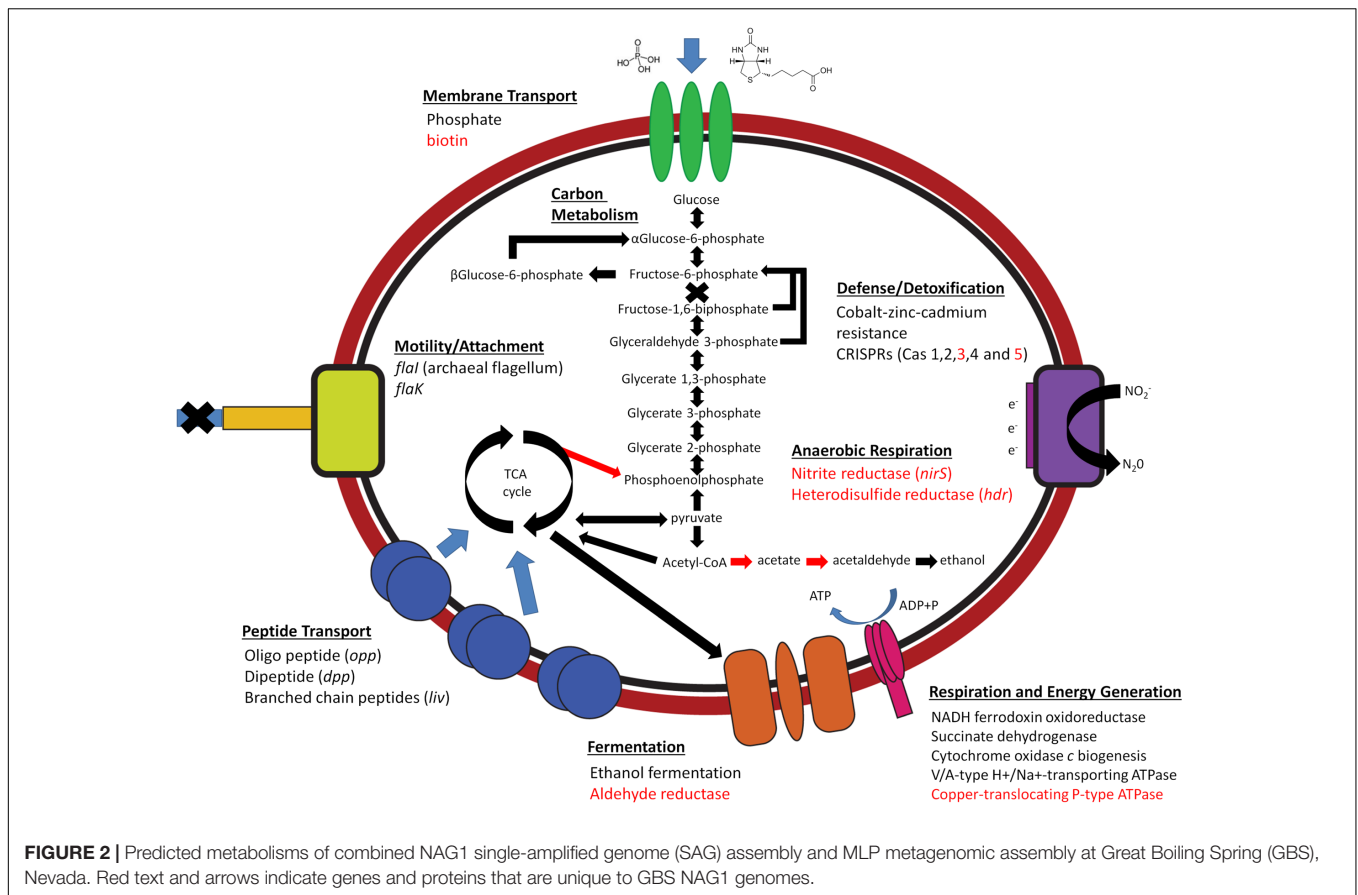 O
HO P OH
OH
O
HN NH
H H
S
OH
O
Membrane Transport
Phosphate
biotin
Carbon
Metabolism
Glucose
αGlucose-6-phosphate
βGlucose-6-phosphate
Fructose-6-phosphate
Fructose-1,6-biphosphate
Glyceraldehyde 3-phosphate
Glycerate 1,3-phosphate
Glycerate 3-phosphate
Glycerate 2-phosphate
Phosphoenolphosphate
pyruvate
Acetyl-CoA
acetate
acetaldehyde
ethanol
TCA
cycle
Defense/Detoxification
Cobalt-zinc-cadmium
resistance
CRISPRs (Cas 1,2,3,4 and 5)
Motility/Attachment
flaI (archaeal flagellum)
flaK
e-
e-
e-
NO2-
N20
Anaerobic Respiration
Nitrite reductase (nirS)
Heterodisulfide reductase (hdr)
ATP
ADP+P
Peptide Transport
Oligo peptide (opp)
Dipeptide (dpp)
Branched chain peptides (liv)
Fermentation
Ethanol fermentation
Aldehyde reductase
Respiration and Energy Generation
NADH ferrodoxin oxidoreductase
Succinate dehydrogenase
Cytochrome oxidase c biogenesis
V/A-type H+/Na+-transporting ATPase
Copper-translocating P-type ATPase
FIGURE 2 | Predicted metabolisms of combined NAG1 single-amplified genome (SAG) assembly and MLP metagenomic assembly at Great Boiling Spring (GBS),
Nevada. Red text and arrows indicate genes and proteins that are unique to GBS NAG1 genomes.